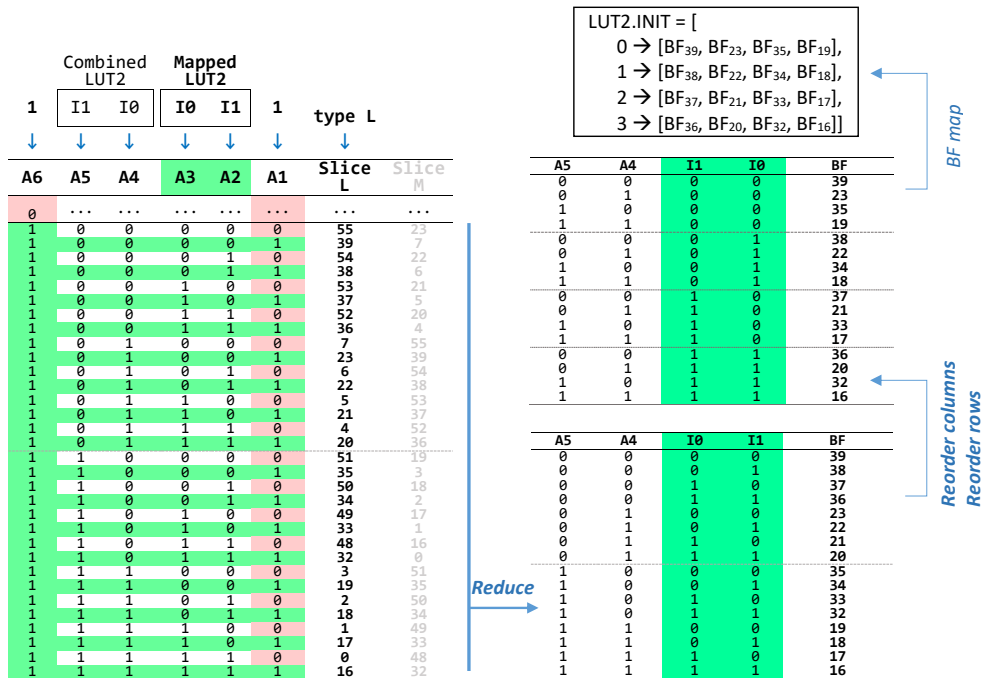 Combined LUT2 Mapped LUT2
1 I1 I0 I0 I1 1 type L
↓ ↓ ↓ ↓ ↓ ↓ ↓
A6 A5 A4 A3 A2 A1 Slice L Slice M
0 ... ... ... ... ... ... ...
1 0 0 0 0 0 55 23
1 0 0 0 0 1 39 7
1 0 0 0 1 0 54 22
1 0 0 0 1 1 38 6
1 0 0 1 0 0 53 21
1 0 0 1 0 1 37 5
1 0 0 1 1 0 52 20
1 0 0 1 1 1 36 4
1 0 1 0 0 0 7 55
1 0 1 0 0 1 23 39
1 0 1 0 1 0 6 54
1 0 1 0 1 1 22 38
1 0 1 1 0 0 5 53
1 0 1 1 0 1 21 37
1 0 1 1 1 0 4 52
1 0 1 1 1 1 20 36
1 1 0 0 0 0 51 19
1 1 0 0 0 1 35 3
1 1 0 0 1 0 50 18
1 1 0 0 1 1 34 2
1 1 0 1 0 0 49 17
1 1 0 1 0 1 33 1
1 1 0 1 1 0 48 16
1 1 0 1 1 1 32 0
1 1 1 0 0 0 3 51
1 1 1 0 0 1 19 35
1 1 1 0 1 0 2 50
1 1 1 0 1 1 18 34
1 1 1 1 0 0 1 49
1 1 1 1 0 1 17 33
1 1 1 1 1 0 0 48
1 1 1 1 1 1 16 32
Reduce
LUT2.INIT = [
0 → [BF39, BF23, BF35, BF19],
1 → [BF38, BF22, BF34, BF18],
2 → [BF37, BF21, BF33, BF17],
3 → [BF36, BF20, BF32, BF16]]
BF map
A5 A4 I1 I0 BF
0 0 0 0 39
0 1 0 0 23
1 0 0 0 35
1 1 0 0 19
0 0 0 1 38
0 1 0 1 22
1 0 0 1 34
1 1 0 1 18
0 0 1 0 37
0 1 1 0 21
1 0 1 0 33
1 1 1 0 17
0 0 1 1 36
0 1 1 1 20
1 0 1 1 32
1 1 1 1 16
Reorder columns
Reorder rows
A5 A4 I0 I1 BF
0 0 0 0 39
0 0 0 1 38
0 0 1 0 37
0 0 1 1 36
0 1 0 0 23
0 1 0 1 22
0 1 1 0 21
0 1 1 1 20
1 0 0 0 35
1 0 0 1 34
1 0 1 0 33
1 0 1 1 32
1 1 0 0 19
1 1 0 1 18
1 1 1 0 17
1 1 1 1 16